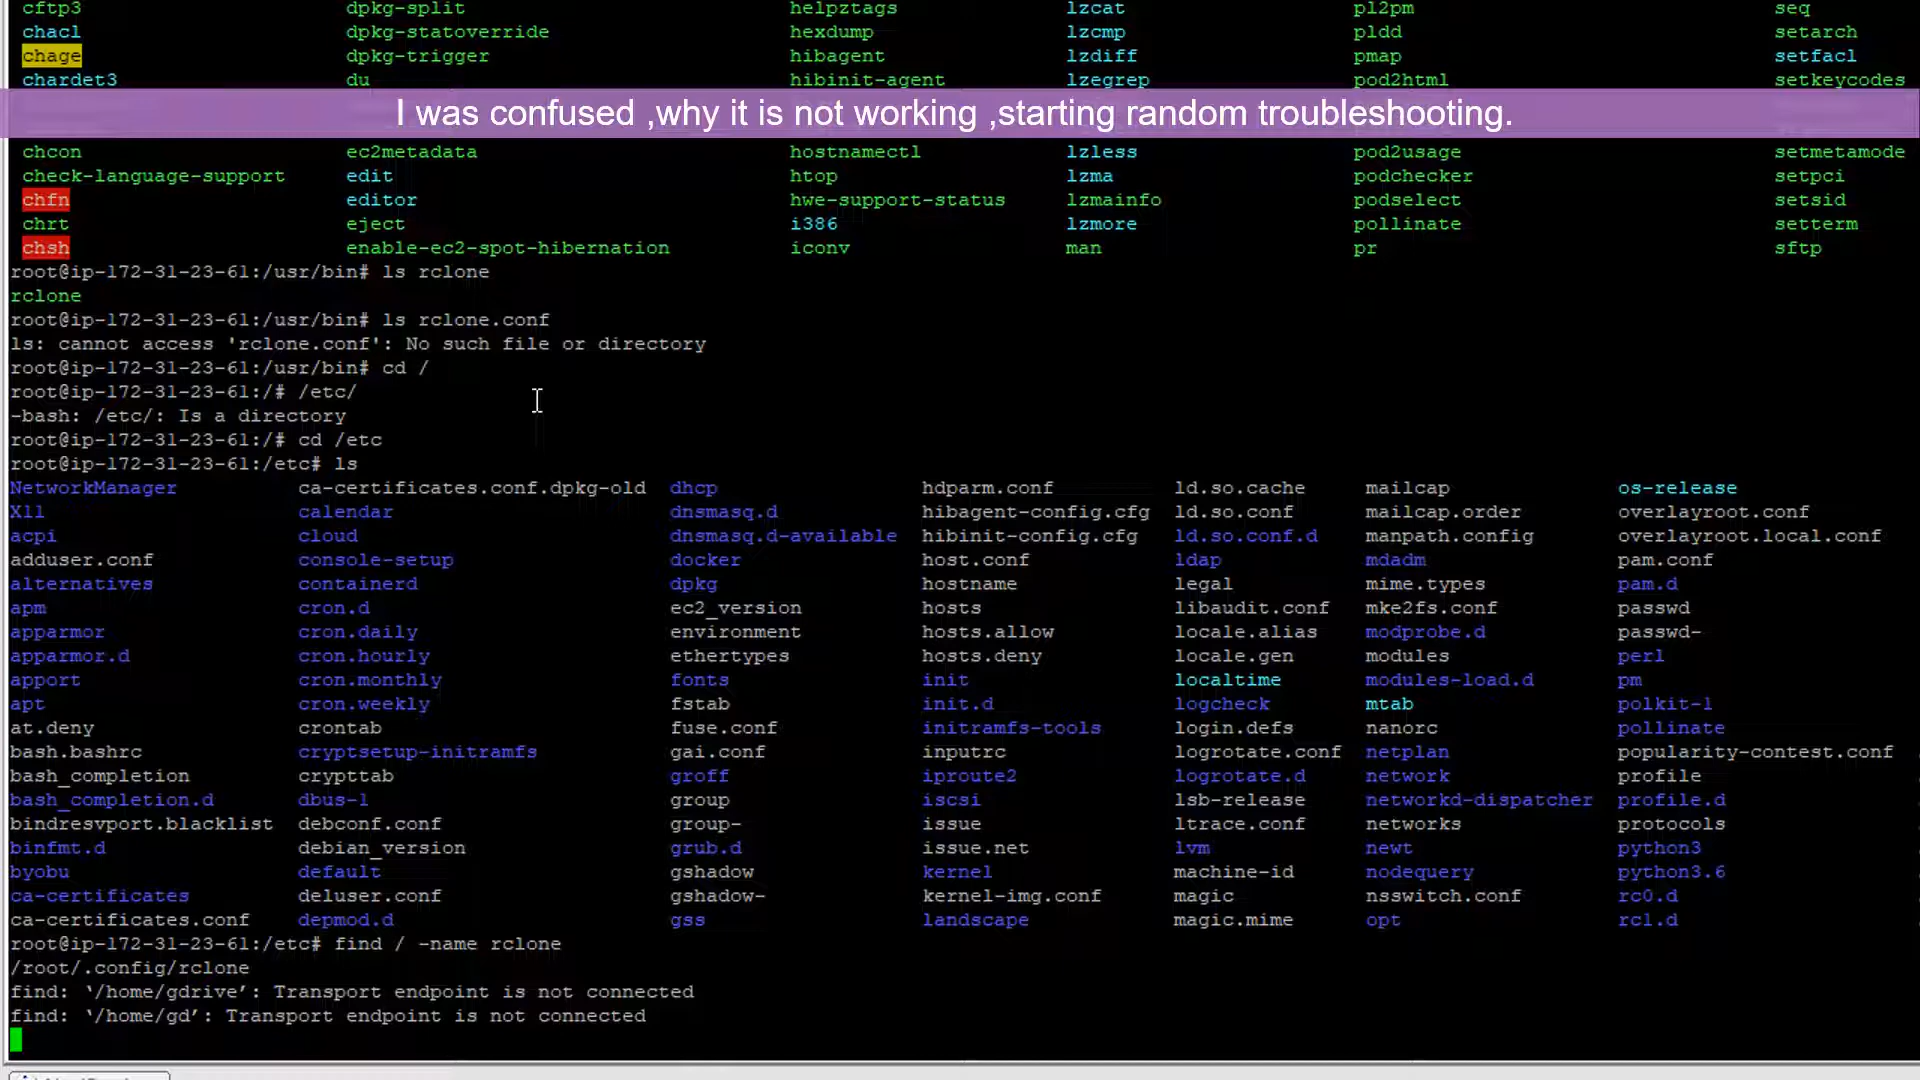 cftp3 dpkg-split helpztags lzcat pl2pm seq
chacl dpkg-statoverride hexdump lzcmp pldd setarch
chage dpkg-trigger hibagent lzdiff pmap setfacl
chardet3 du hibinit-agent lzegrep pod2html setkeycodes
I was confused ,why it is not working ,starting random troubleshooting.
chcon ec2metadata hostnamectl lzless pod2usage setmetamode
check-language-support edit htop lzma podchecker setpci
chfn editor hwe-support-status lzmainfo podselect setsid
chrt eject i386 lzmore pollinate setterm
chsh enable-ec2-spot-hibernation iconv man pr sftp
root@ip-172-31-23-61:/usr/bin# ls rclone
rclone
root@ip-172-31-23-61:/usr/bin# ls rclone.conf
ls: cannot access 'rclone.conf': No such file or directory
root@ip-172-31-23-61:/usr/bin# cd /
root@ip-172-31-23-61:/# /etc/
-bash: /etc/: Is a directory
root@ip-172-31-23-61:/# cd /etc
root@ip-172-31-23-61:/etc# ls
NetworkManager ca-certificates.conf.dpkg-old dhcp hdparm.conf ld.so.cache mailcap os-release
X11 calendar dnsmasq.d hibagent-config.cfg ld.so.conf mailcap.order overlayroot.conf
acpi cloud dnsmasq.d-available hibinit-config.cfg ld.so.conf.d manpath.config overlayroot.local.conf
adduser.conf console-setup docker host.conf ldap mdadm pam.conf
alternatives containerd dpkg hostname legal mime.types pam.d
apm cron.d ec2_version hosts libaudit.conf mke2fs.conf passwd
apparmor cron.daily environment hosts.allow locale.alias modprobe.d passwd-
apparmor.d cron.hourly ethertypes hosts.deny locale.gen modules perl
apport cron.monthly fonts init localtime modules-load.d pm
apt cron.weekly fstab init.d logcheck mtab polkit-1
at.deny crontab fuse.conf initramfs-tools login.defs nanorc pollinate
bash.bashrc cryptsetup-initramfs gai.conf inputrc logrotate.conf netplan popularity-contest.conf
bash_completion crypttab groff iproute2 logrotate.d network profile
bash_completion.d dbus-1 group iscsi lsb-release networkd-dispatcher profile.d
bindresvport.blacklist debconf.conf group- issue ltrace.conf networks protocols
binfmt.d debian_version grub.d issue.net lvm newt python3
byobu default gshadow kernel machine-id nodequery python3.6
ca-certificates deluser.conf gshadow- kernel-img.conf magic nsswitch.conf rc0.d
ca-certificates.conf depmod.d gss landscape magic.mime opt rc1.d
root@ip-172-31-23-61:/etc# find / -name rclone
/root/.config/rclone
find: ‘/home/gdrive’: Transport endpoint is not connected
find: ‘/home/gd’: Transport endpoint is not connected